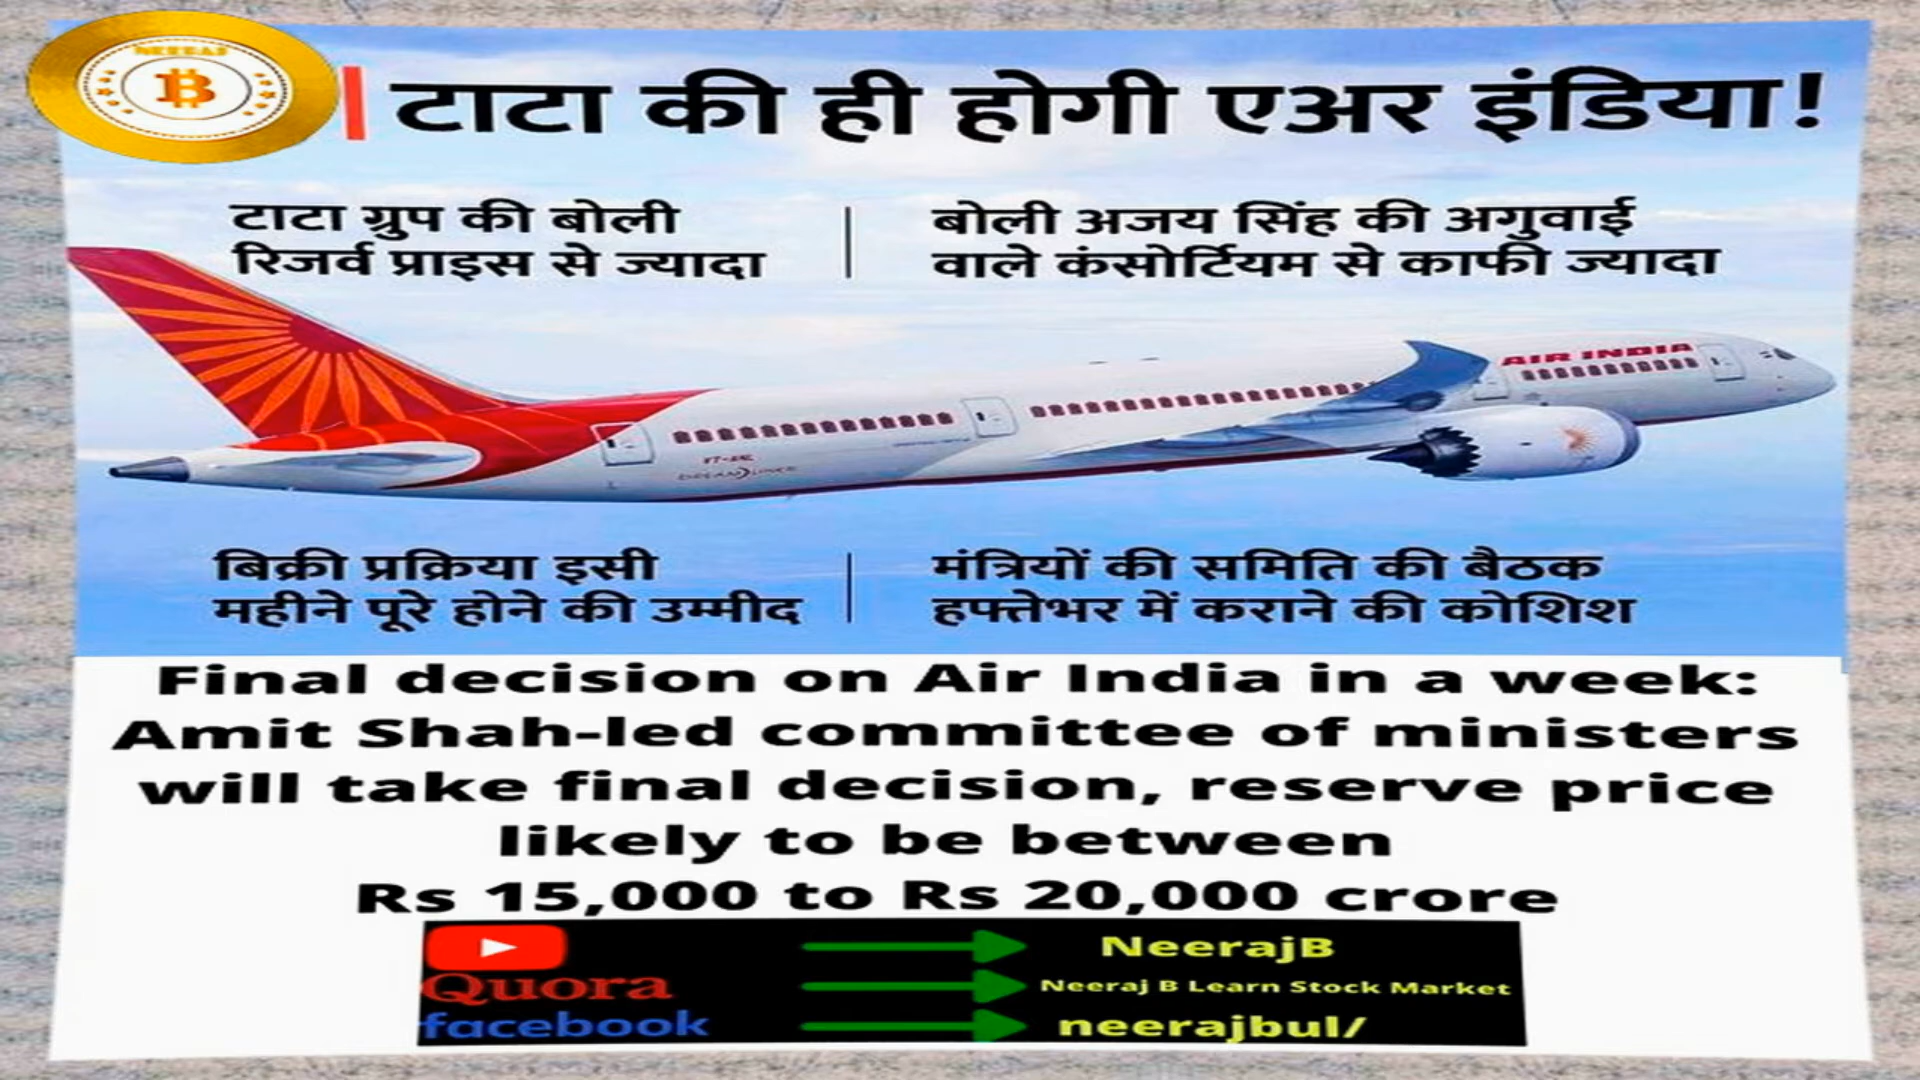 NEERAJ
टाटा की ही होगी एअर इंडिया!
टाटा ग्रुप की बोली
रिजर्व प्राइस से ज्यादा
बोली अजय सिंह की अगुवाई
वाले कंसोर्टियम से काफी ज्यादा
AIR INDIA
बिक्री प्रक्रिया इसी
महीने पूरे होने की उम्मीद
मंत्रियों की समिति की बैठक
हफ्तेभर में कराने की कोशिश
Final decision on Air India in a week:
Amit Shah-led committee of ministers
will take final decision, reserve price
likely to be between
Rs 15,000 to Rs 20,000 crore
NeerajB
Quora Neeraj B Learn Stock Market
facebook neerajbul/